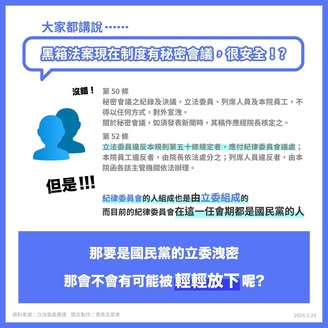 大家都講說⋯⋯
黑箱法案現在制度有秘密會議，很安全！?
沒錯！
第 50 條
秘密會議之紀錄及決議，立法委員、列席人員及本院員工，不
得以任何方式，對外宣洩。
關於秘密會議，如須發表新聞時，其稿件應經院長核定之。
第 52 條
立法委員違反本規則第五十條規定者，應付紀律委員會議處；
本院員工違反者，由院長依法處分之；列席人員違反者，由本
院函各該主管機關依法辦理。
但是!!!
紀律委員會的人組成也是由立委組成的
而目前的紀律委員會在這一任會期都是國民黨的人
那要是國民黨的立委洩密
那會不會有可能被輕輕放下呢?
2024.5.24